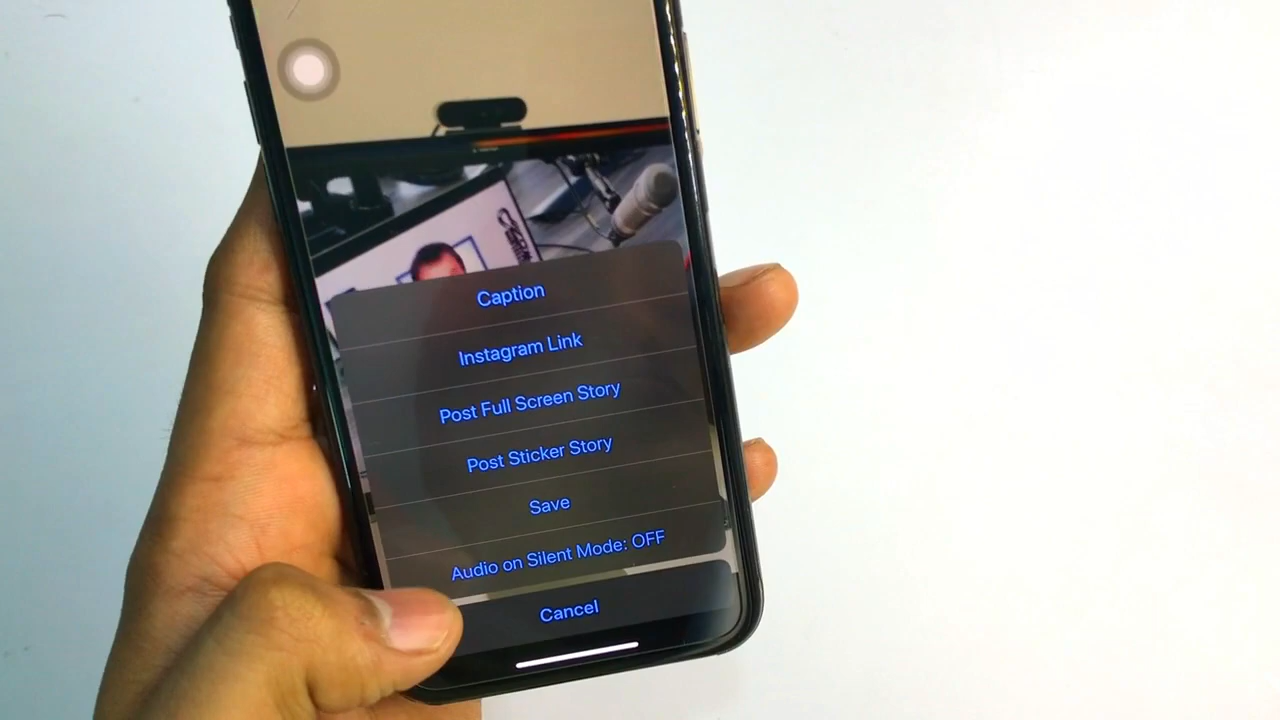 Caption
Instagram Link
Post Full Screen Story
Post Sticker Story
Save
Audio on Silent Mode: OFF
Cancel